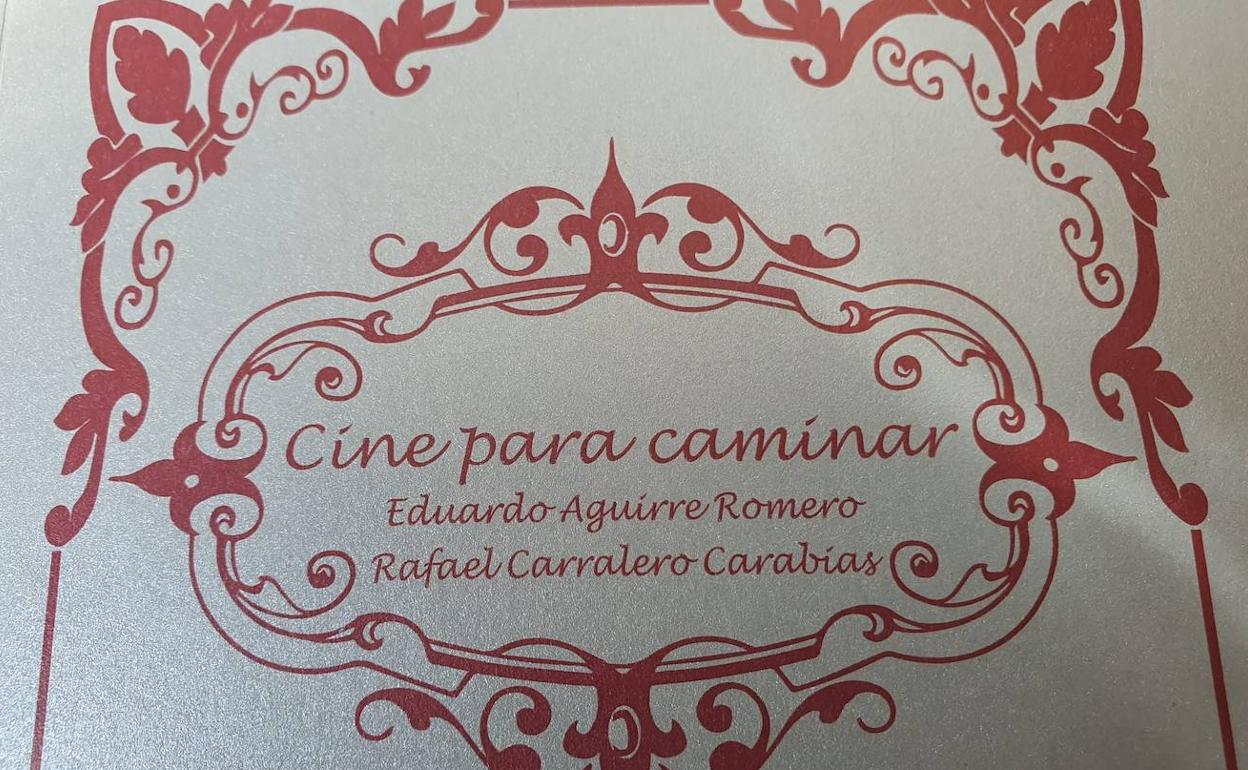 Cine para caminar
Eduardo Aguirre Romero
Rafael Carralero Carabias